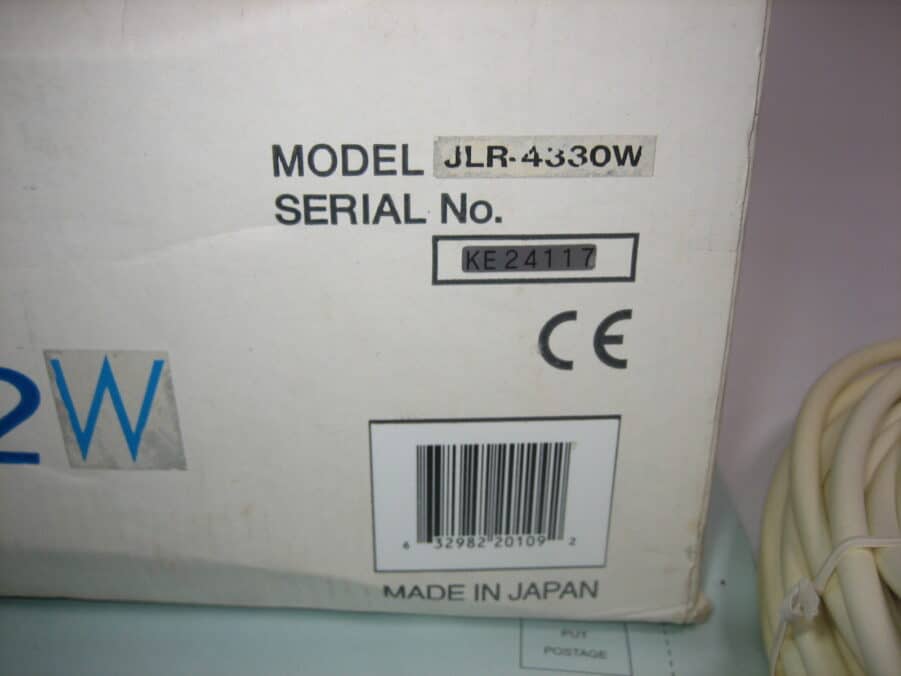 MODEL JLR-4330W
SERIAL No.
KE24117
CE
2W
6 32982 20109 2
MADE IN JAPAN
PUT
POSTAGE